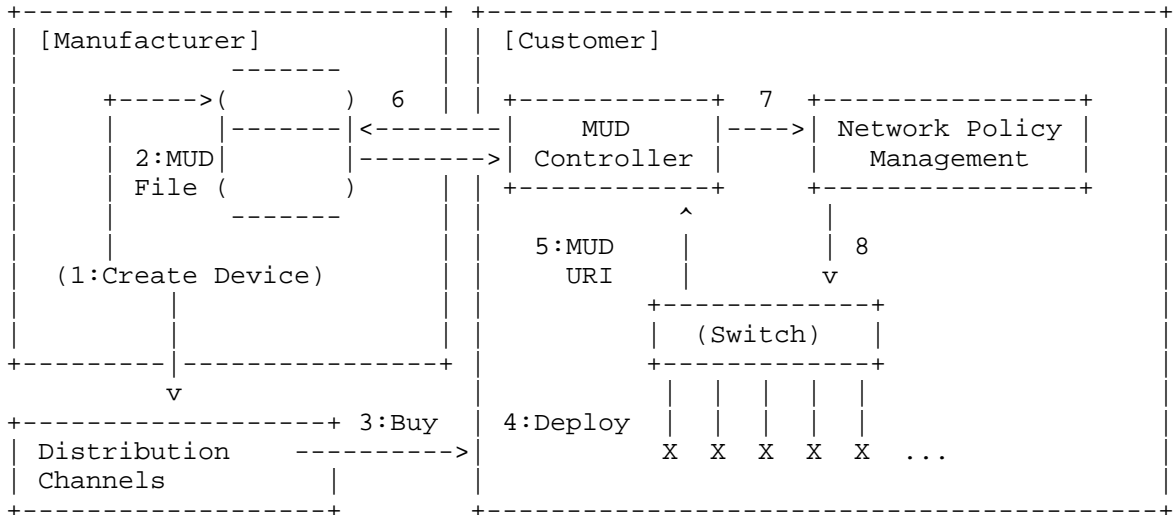 [Manufacturer] [Customer]
6 7
MUD Network Policy
2:MUD Controller Management
File
5:MUD 8
(1:Create Device) URI
(Switch)
3:Buy 4:Deploy
Distribution X X X X X ...
Channels